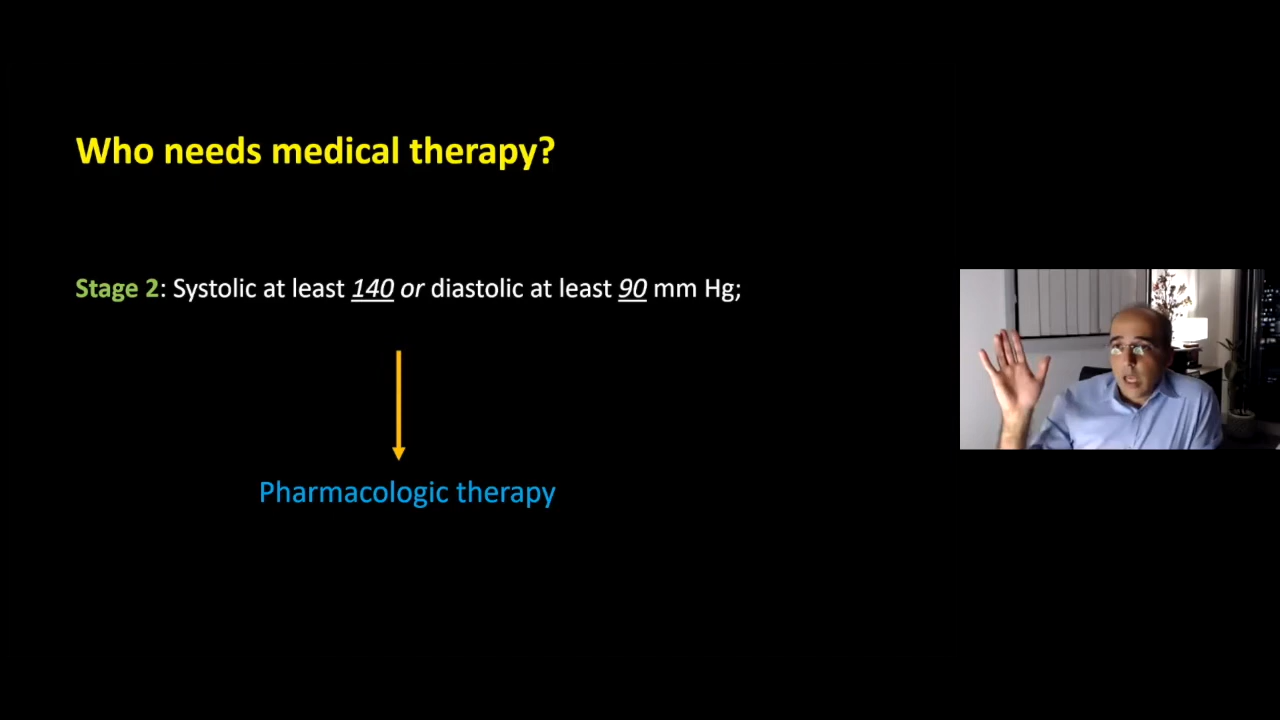 Who needs medical therapy?
Stage 2: Systolic at least 140 or diastolic at least 90 mm Hg;
Pharmacologic therapy